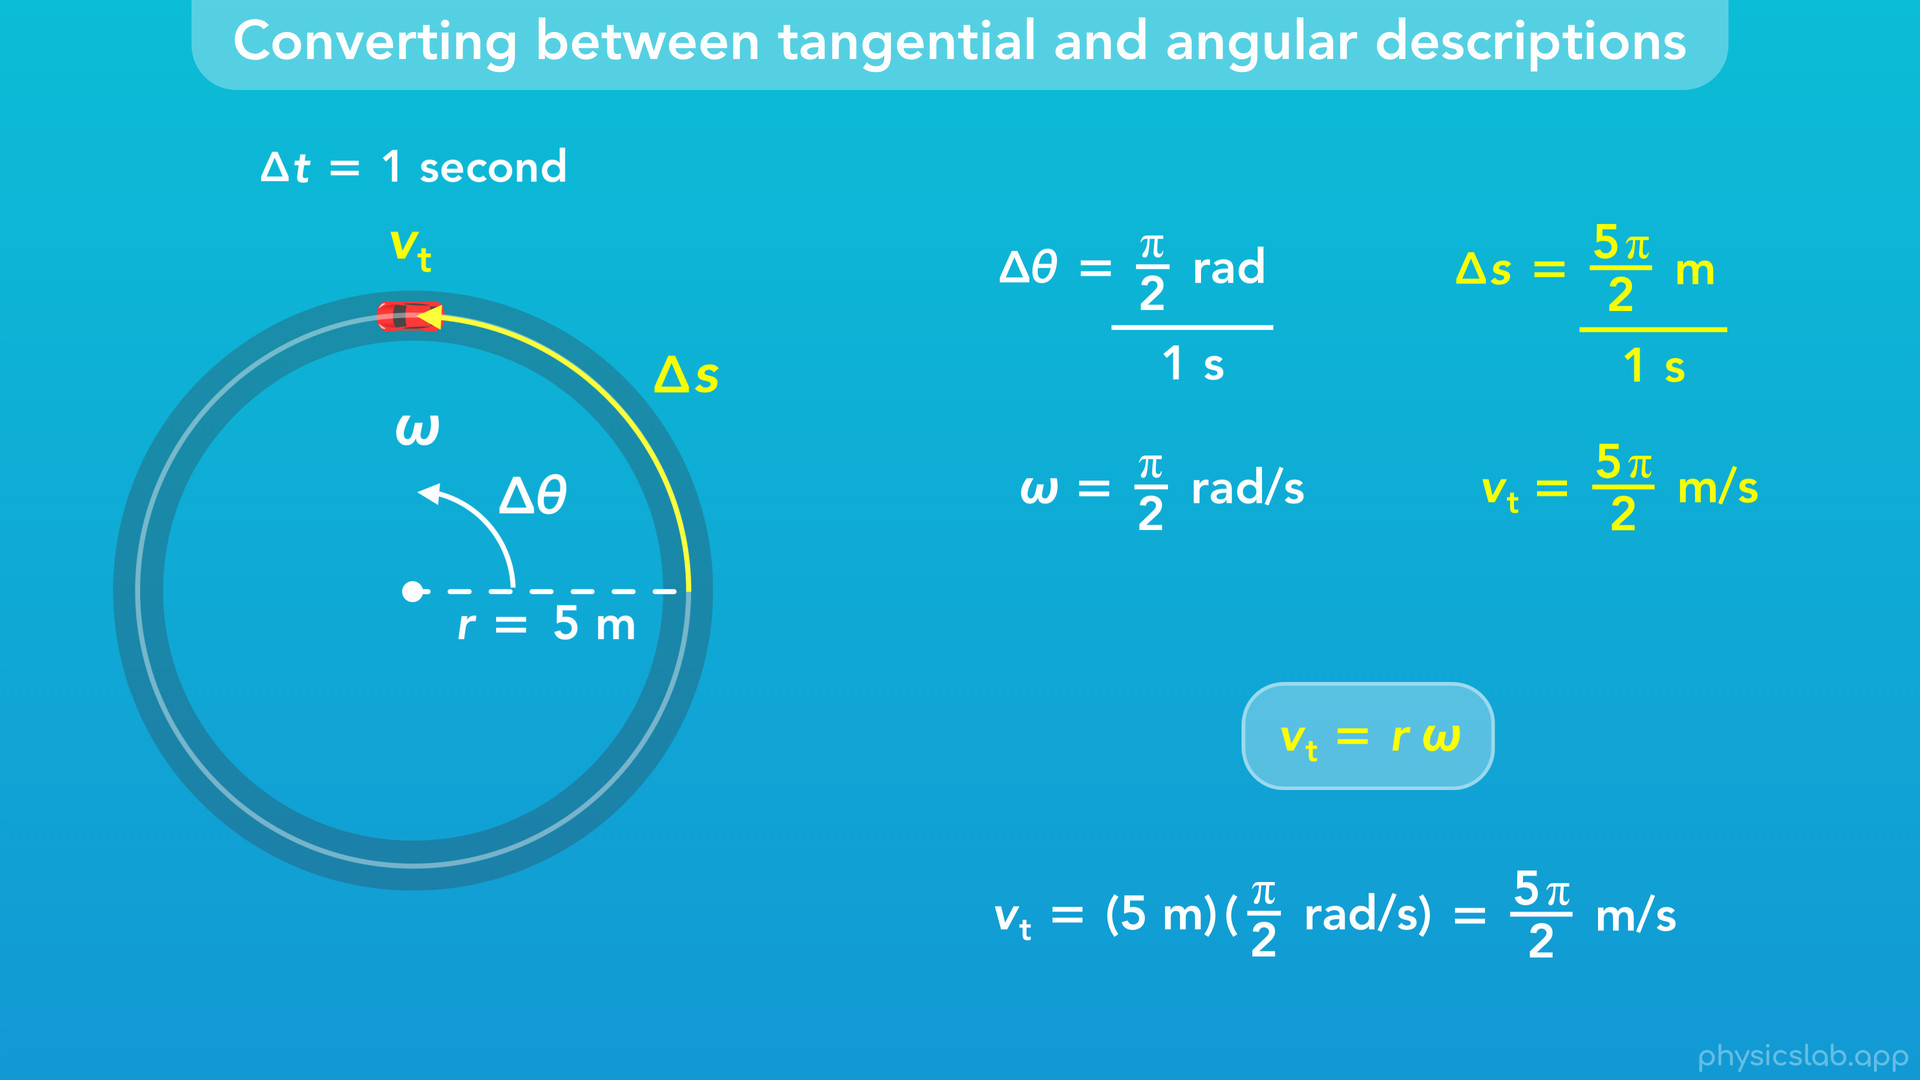 Converting between tangential and angular descriptions
Δt = 1 second
vₜ
Δs
ω
Δθ
r = 5 m
Δθ = π/2 rad
1 s
Δs = 5π/2 m
1 s
ω = π/2 rad/s
vₜ = 5π/2 m/s
vₜ = r ω
vₜ = (5 m)(π/2 rad/s) = 5π/2 m/s
physicslab.app